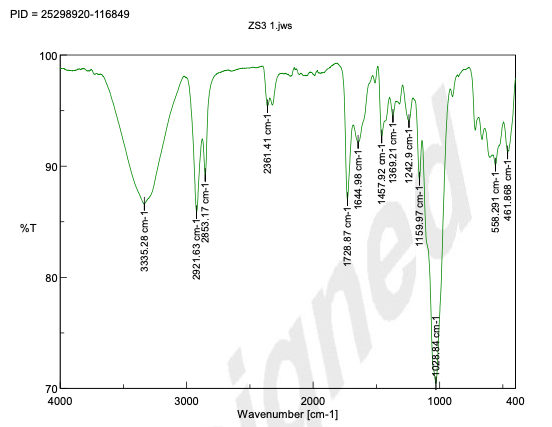 PID = 25298920-116849
ZS3 1.jws
100
90
%T
80
70
3335.28 cm-1
2921.63 cm-1
2853.17 cm-1
2361.41 cm-1
1728.87 cm-1
1644.98 cm-1
1457.92 cm-1
1369.21 cm-1
1242.9 cm-1
1159.97 cm-1
1028.84 cm-1
558.291 cm-1
461.868 cm-1
4000 3000 2000 1000 400
Wavenumber [cm-1]
igned